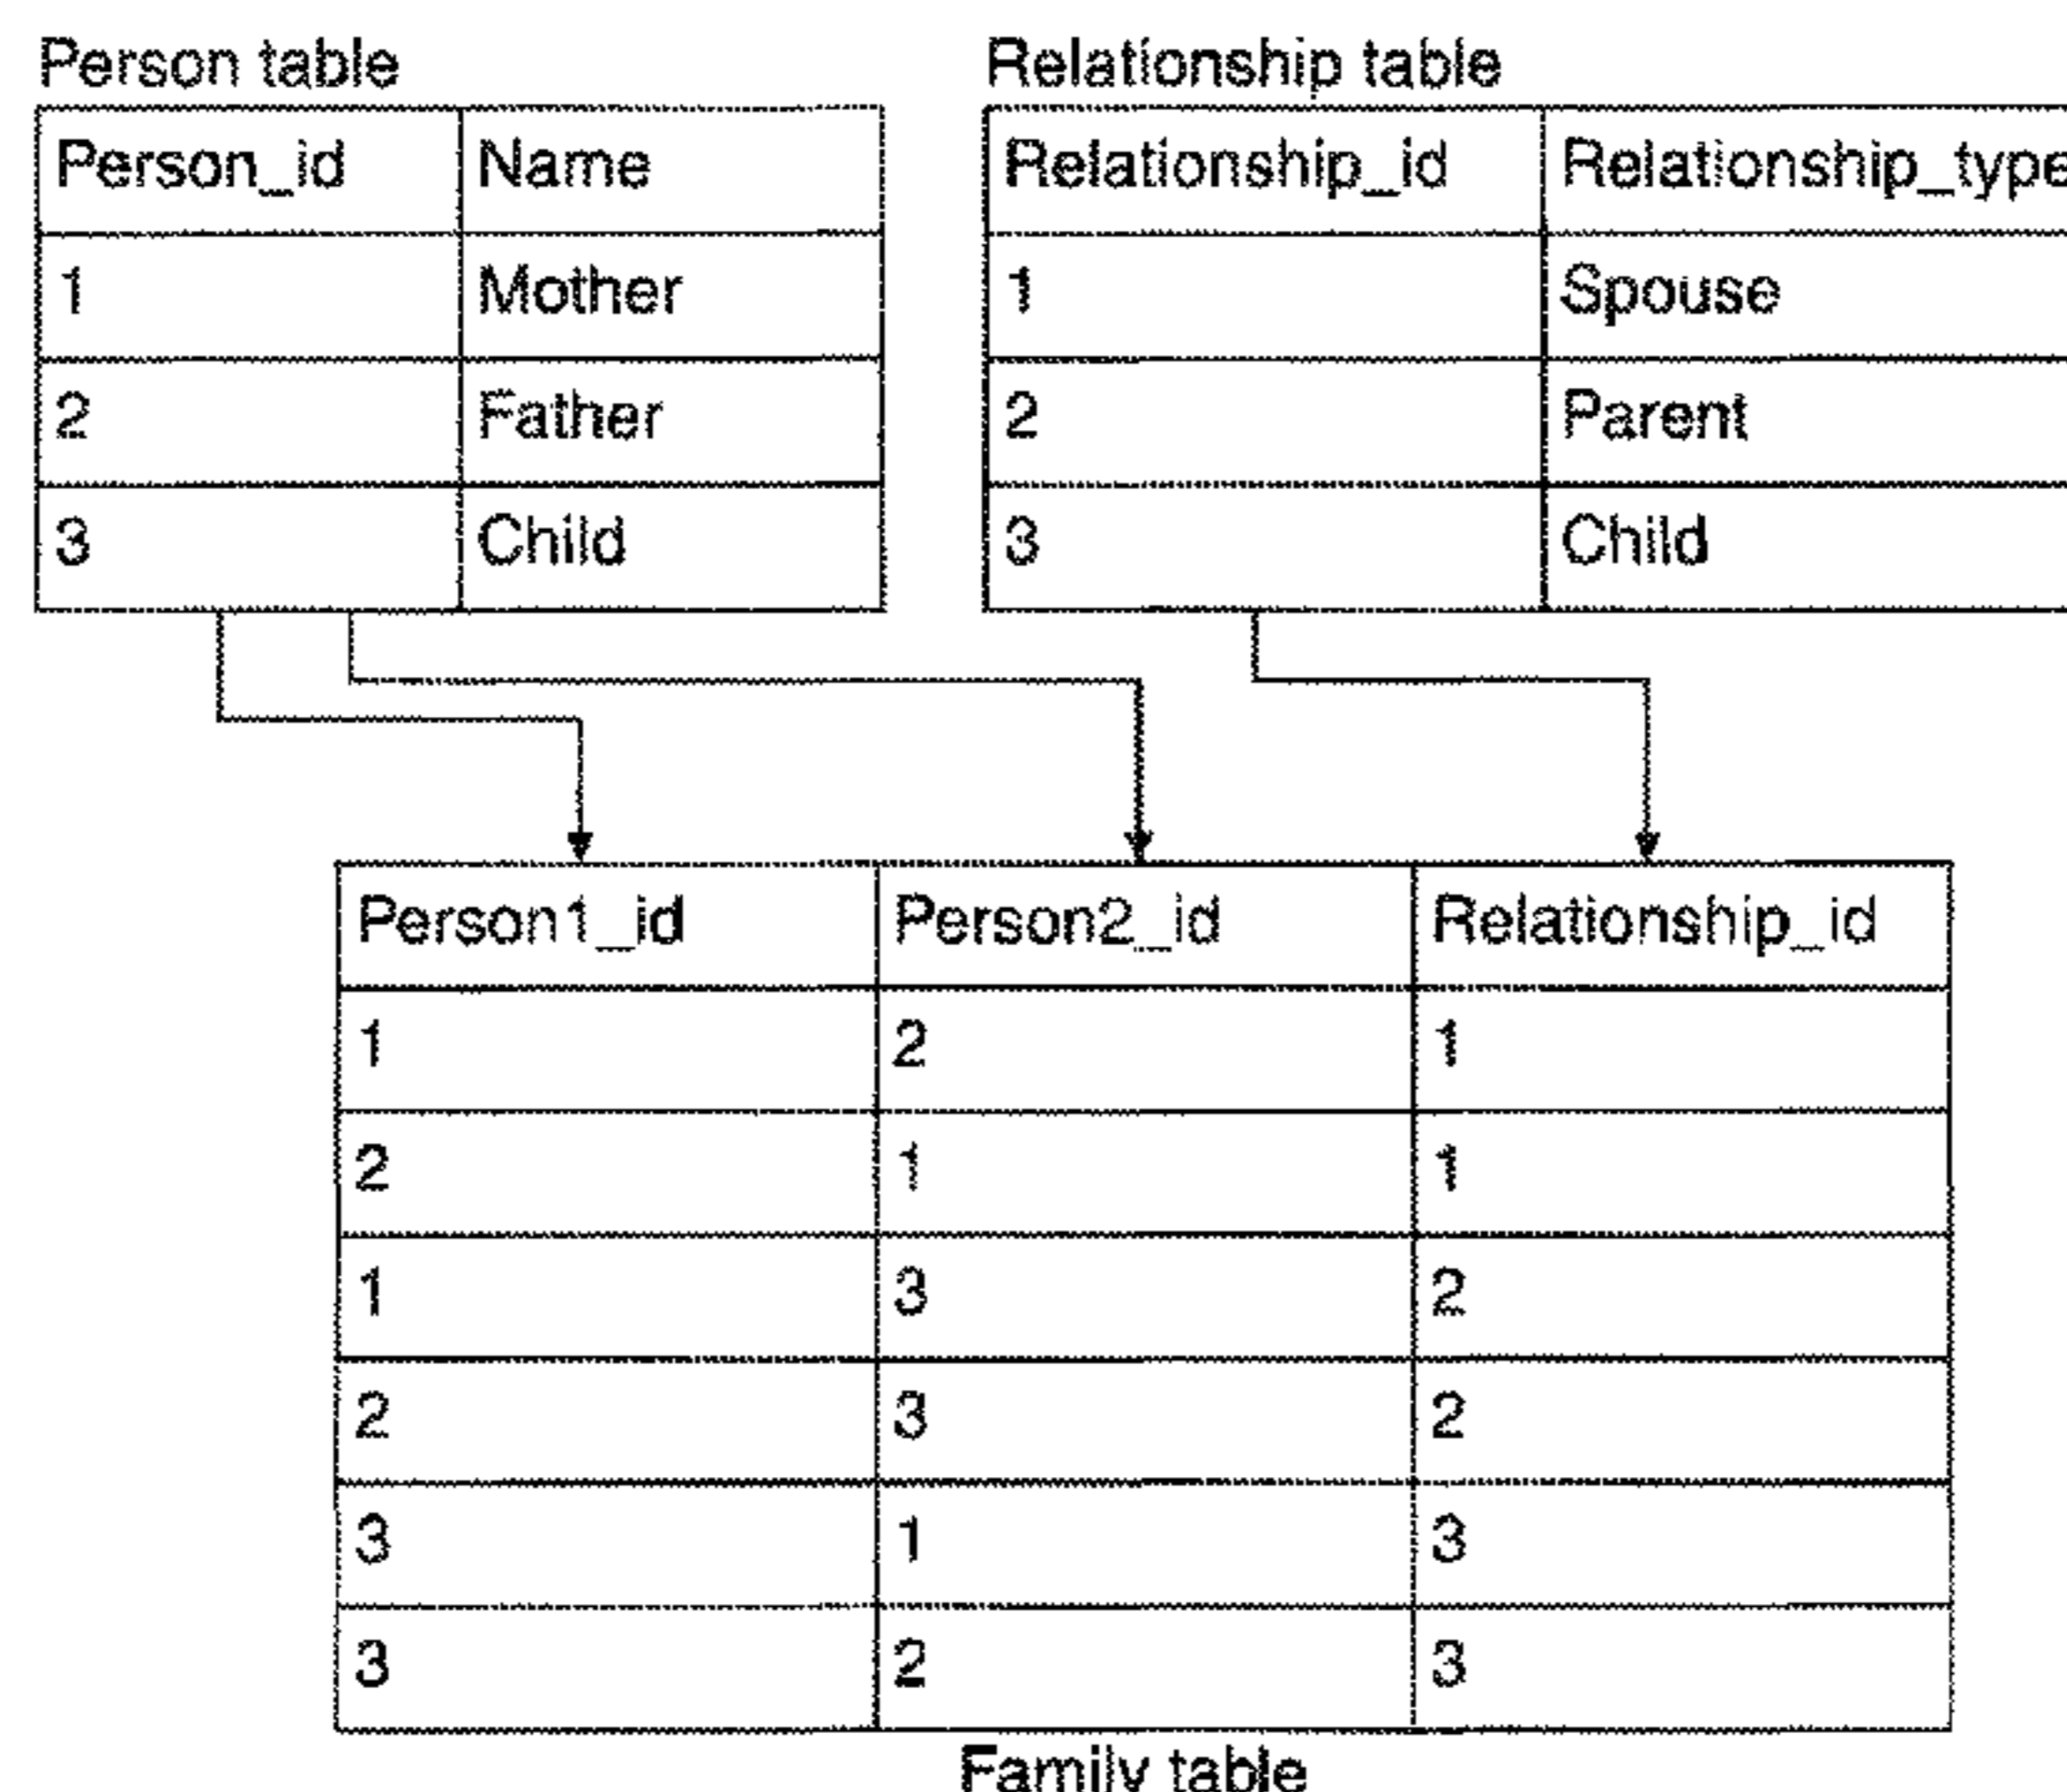 Person table
Person_id Name
1 Mother
2 Father
3 Child
Relationship table
Relationship_id Relationship_type
1 Spouse
2 Parent
3 Child
Person1_id Person2_id Relationship_id
1 2 1
2 1 1
1 3 2
2 3 2
3 1 3
3 2 3
Family table